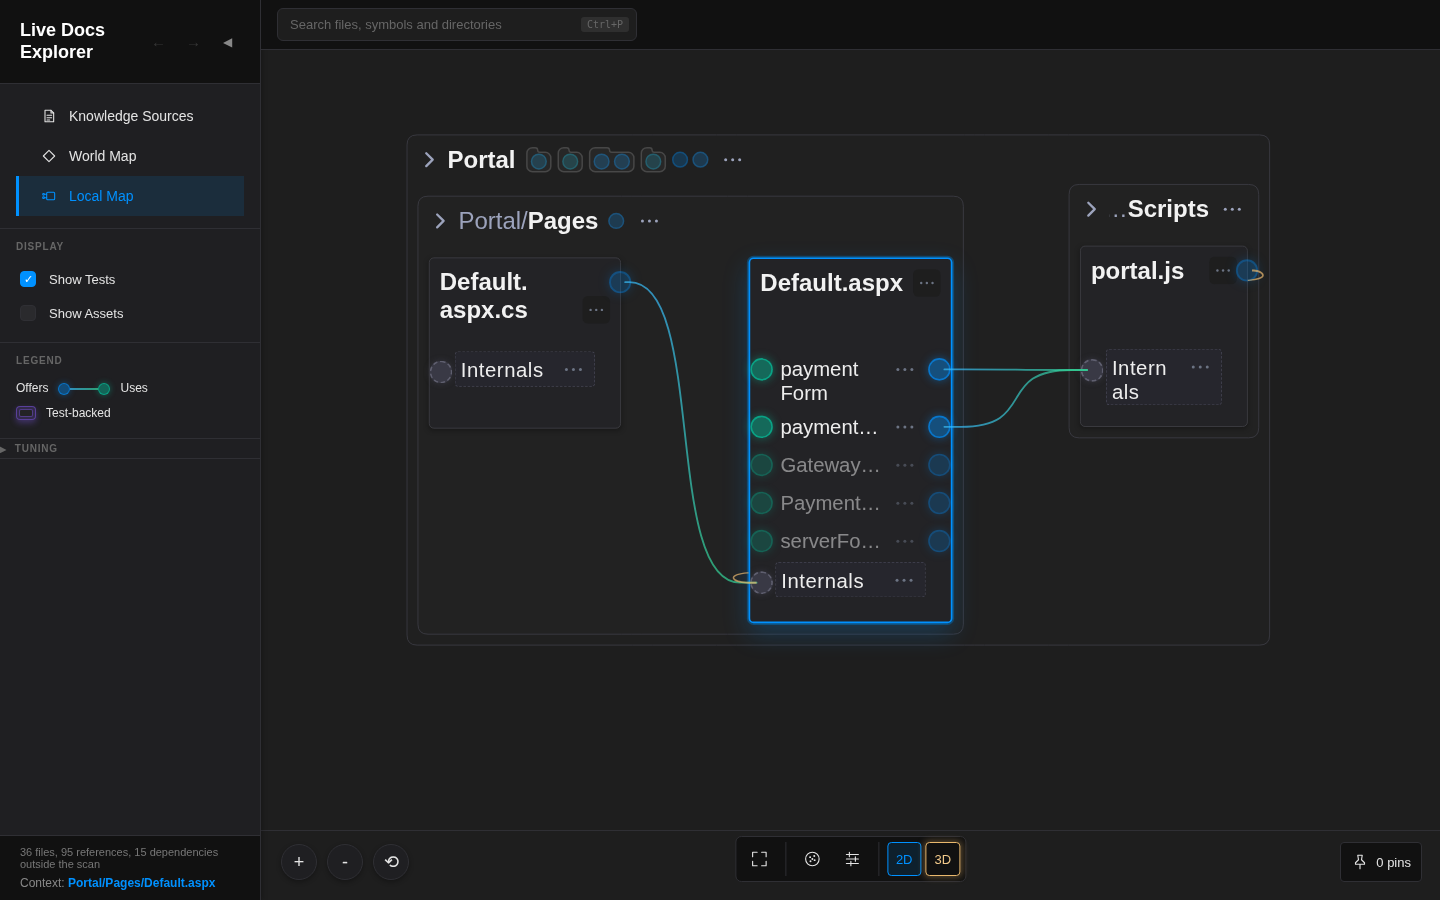 Live Docs
Explorer
Search files, symbols and directories
Ctrl+P
Knowledge Sources
World Map
Local Map
DISPLAY
Show Tests
Show Assets
LEGEND
Offers
Uses
Test-backed
TUNING
Portal
Portal/Pages
..Scripts
Default.
aspx.cs
Internals
Default.aspx
payment
Form
payment…
Gateway…
Payment…
serverFo…
Internals
portal.js
Intern
als
36 files, 95 references, 15 dependencies
outside the scan
Context: Portal/Pages/Default.aspx
+
-
2D
3D
0 pins